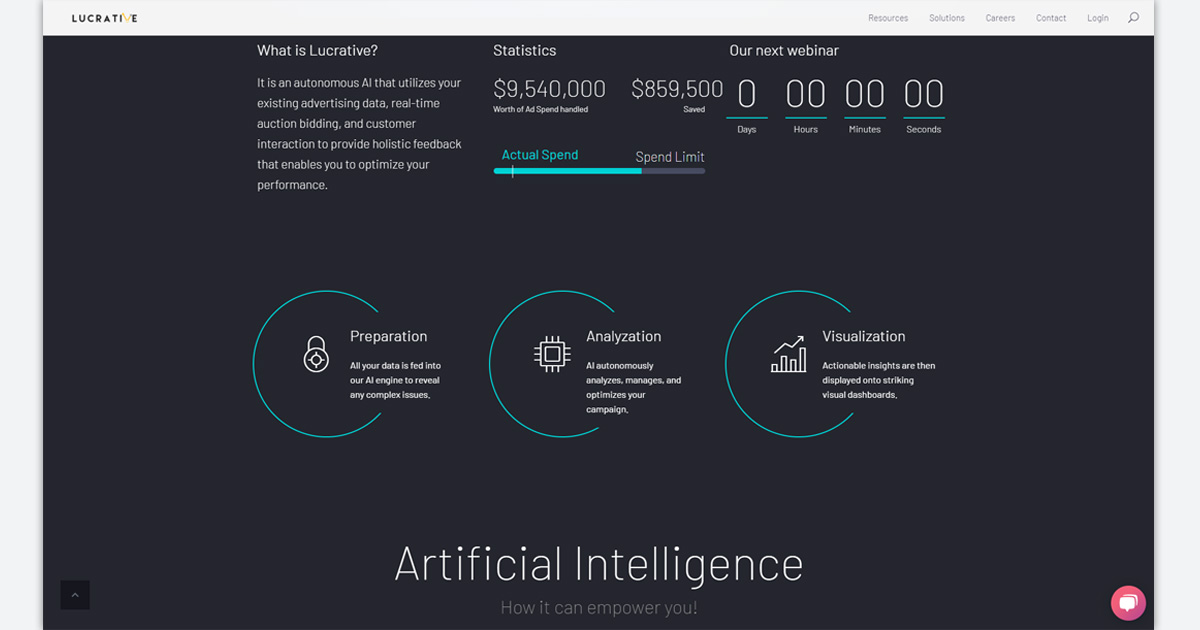 LUCRATIVE
Resources
Solutions
Careers
Contact
Login
What is Lucrative?
It is an autonomous AI that utilizes your
existing advertising data, real-time
auction bidding, and customer
interaction to provide holistic feedback
that enables you to optimize your
performance.
Statistics
$9,540,000
Worth of Ad Spend handled
$859,500
Saved
Actual Spend
Spend Limit
Our next webinar
0
Days
00
Hours
00
Minutes
00
Seconds
Preparation
All your data is fed into
our AI engine to reveal
any complex issues.
Analyzation
AI autonomously
analyzes, manages, and
optimizes your
campaign.
Visualization
Actionable insights are then
displayed onto striking
visual dashboards.
Artificial Intelligence
How it can empower you!